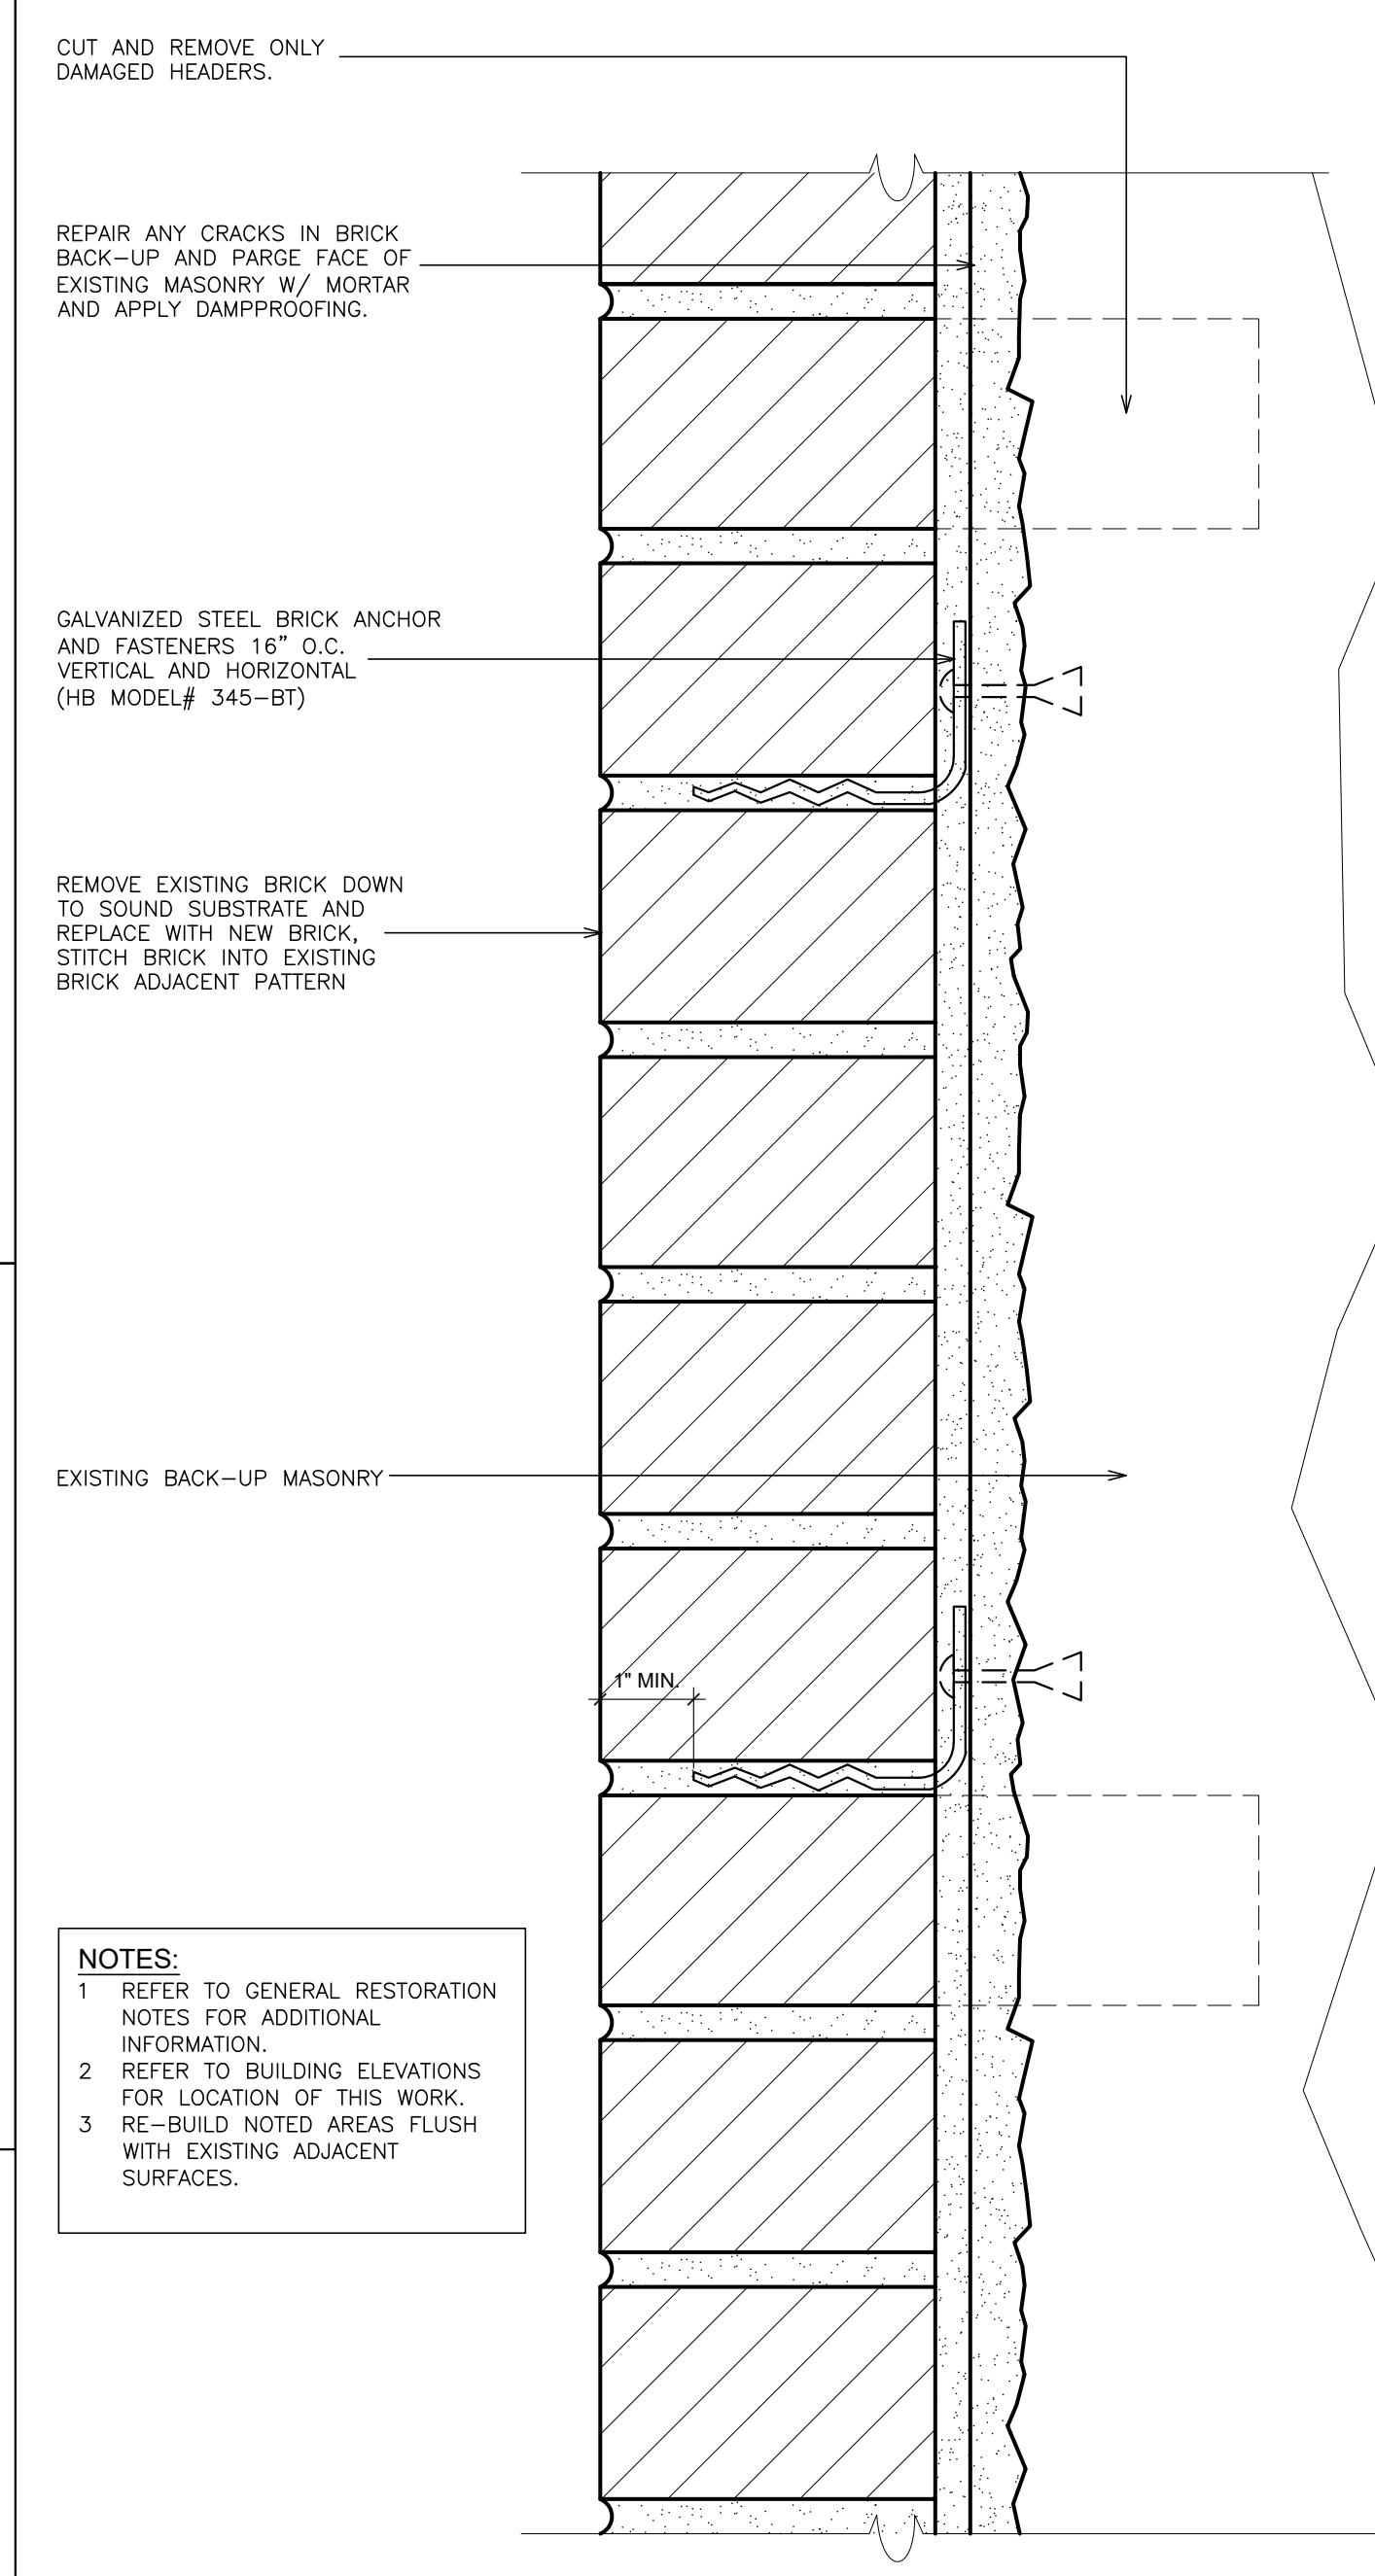 CUT AND REMOVE ONLY
DAMAGED HEADERS.
REPAIR ANY CRACKS IN BRICK
BACK-UP AND PARGE FACE OF
EXISTING MASONRY W/ MORTAR
AND APPLY DAMPPROOFING.
GALVANIZED STEEL BRICK ANCHOR
AND FASTENERS 16" O.C.
VERTICAL AND HORIZONTAL
(HB MODEL# 345-BT)
REMOVE EXISTING BRICK DOWN
TO SOUND SUBSTRATE AND
REPLACE WITH NEW BRICK,
STITCH BRICK INTO EXISTING
BRICK ADJACENT PATTERN
EXISTING BACK-UP MASONRY
1" MIN.
NOTES:
1 REFER TO GENERAL RESTORATION
NOTES FOR ADDITIONAL
INFORMATION.
2 REFER TO BUILDING ELEVATIONS
FOR LOCATION OF THIS WORK.
3 RE-BUILD NOTED AREAS FLUSH
WITH EXISTING ADJACENT
SURFACES.